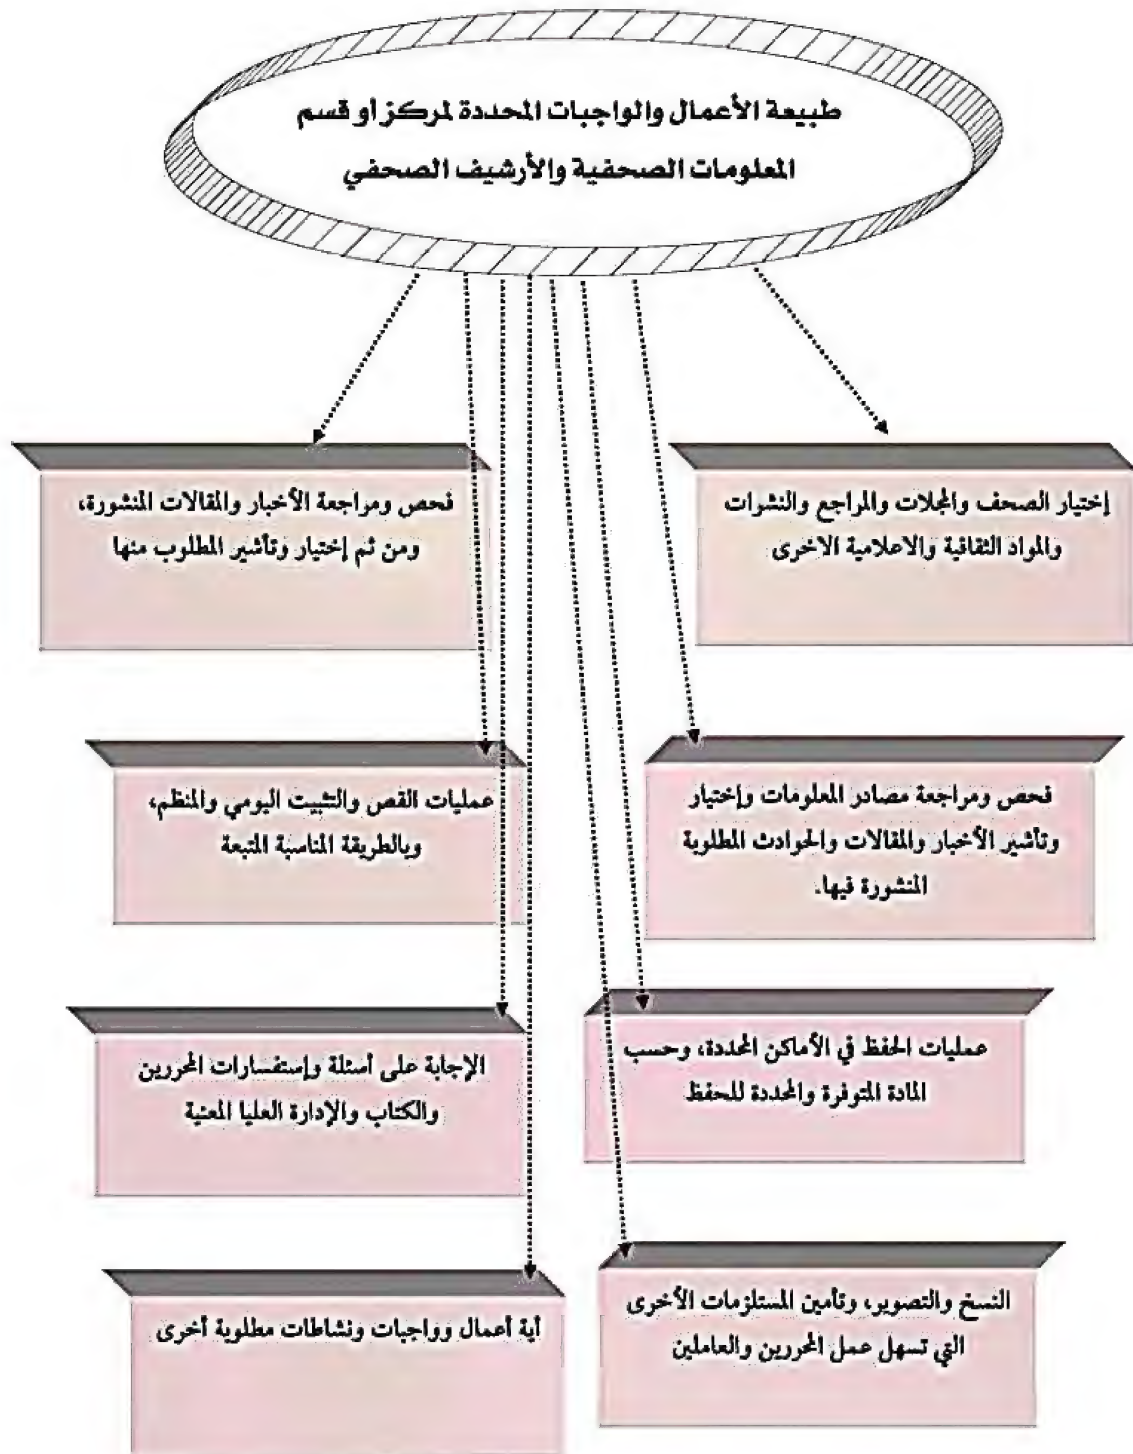 طبيعة الأعمال والواجبات المحددة لمركز أو قسم
المعلومات الصحفية والأرشيف الصحفي
إختيار الصحف والمجلات والمراجع والنشرات
والمواد الثقافية والاعلامية الاخرى
فحص ومراجعة الأخبار والمقالات المنشورة،
ومن ثم إختيار وتأشير المطلوب منها
فحص ومراجعة مصادر المعلومات وإختيار
وتأشير الأخبار والمقالات والحوادث المطلوبة
المنشورة فيها.
عمليات القص والتثبيت اليومي والمنظم،
وبالطريقة المناسبة المتبعة
عمليات الحفظ في الأماكن المحددة، وحسب
المادة المتوفرة والمحددة للحفظ
الإجابة على أسئلة وإستفسارات المحررين
والكتاب والإدارة العليا المعنية
النسخ والتصوير، وتأمين المستلزمات الأخرى
التي تسهل عمل المحررين والعاملين
أية أعمال وواجبات ونشاطات مطلوبة أخرى